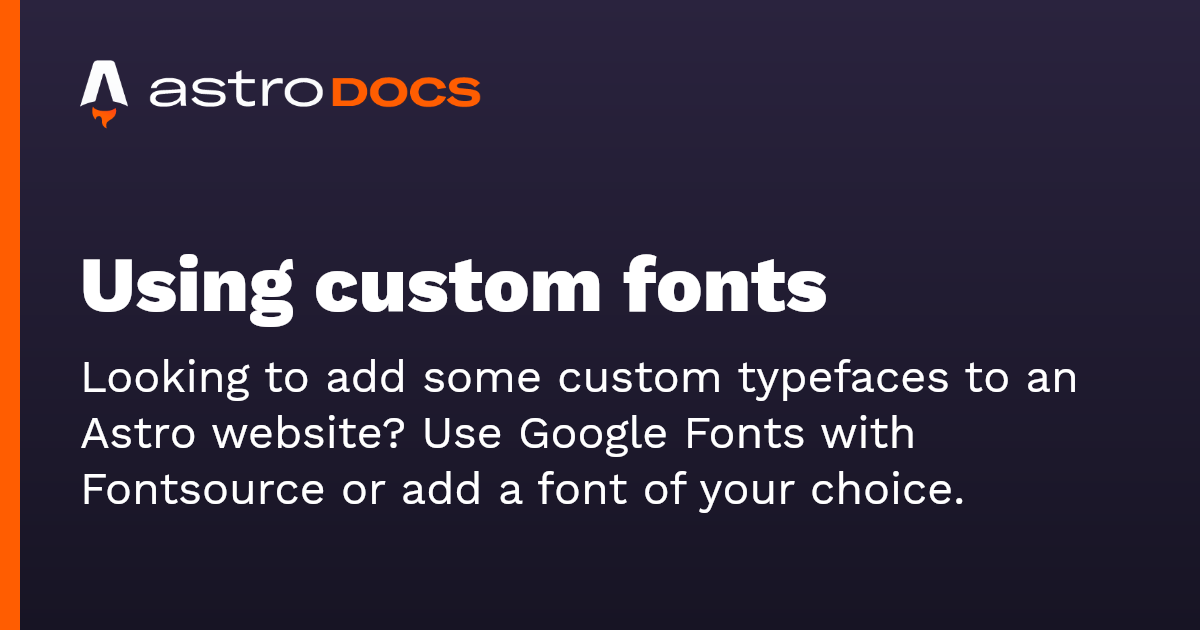 astro DOCS
Using custom fonts
Looking to add some custom typefaces to an
Astro website? Use Google Fonts with
Fontsource or add a font of your choice.